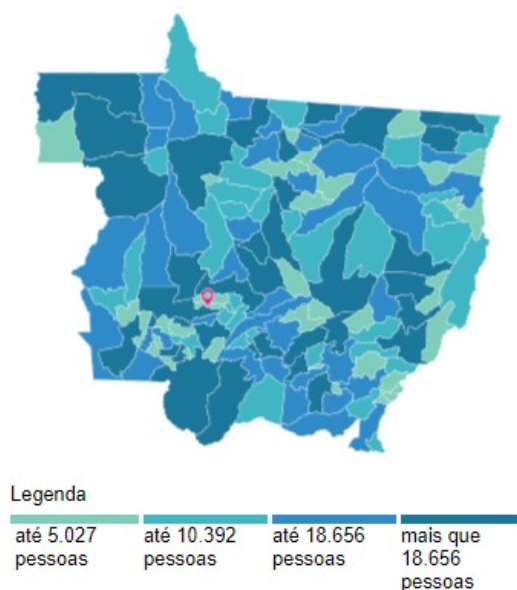 Legenda
até 5.027 pessoas
até 10.392 pessoas
até 18.656 pessoas
mais que 18.656 pessoas